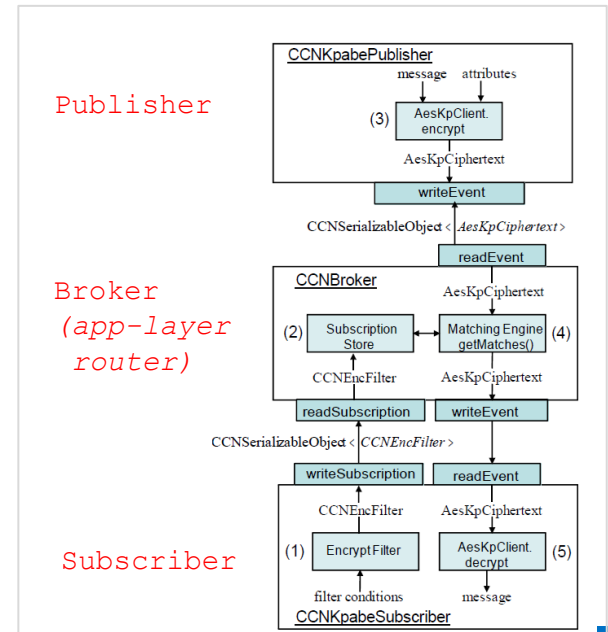 CCNKpabePublisher
message attributes
Publisher
(3) AesKpClient.
encrypt
AesKpCiphertext
writeEvent
CCNSerializableObject < AesKpCiphertext >
readEvent
CCNBroker
AesKpCiphertext
Broker
(app-layer
router)
(2) Subscription
Store
Matching Engine
getMatches() (4)
CCNEncFilter
AesKpCiphertext
readSubscription
writeEvent
CCNSerializableObject < CCNEncFilter >
writeSubscription
readEvent
CCNEncFilter
AesKpCiphertext
Subscriber
(1) Encrypt Filter
AesKpClient.
decrypt (5)
filter conditions
message
CCNKpabeSubscriber